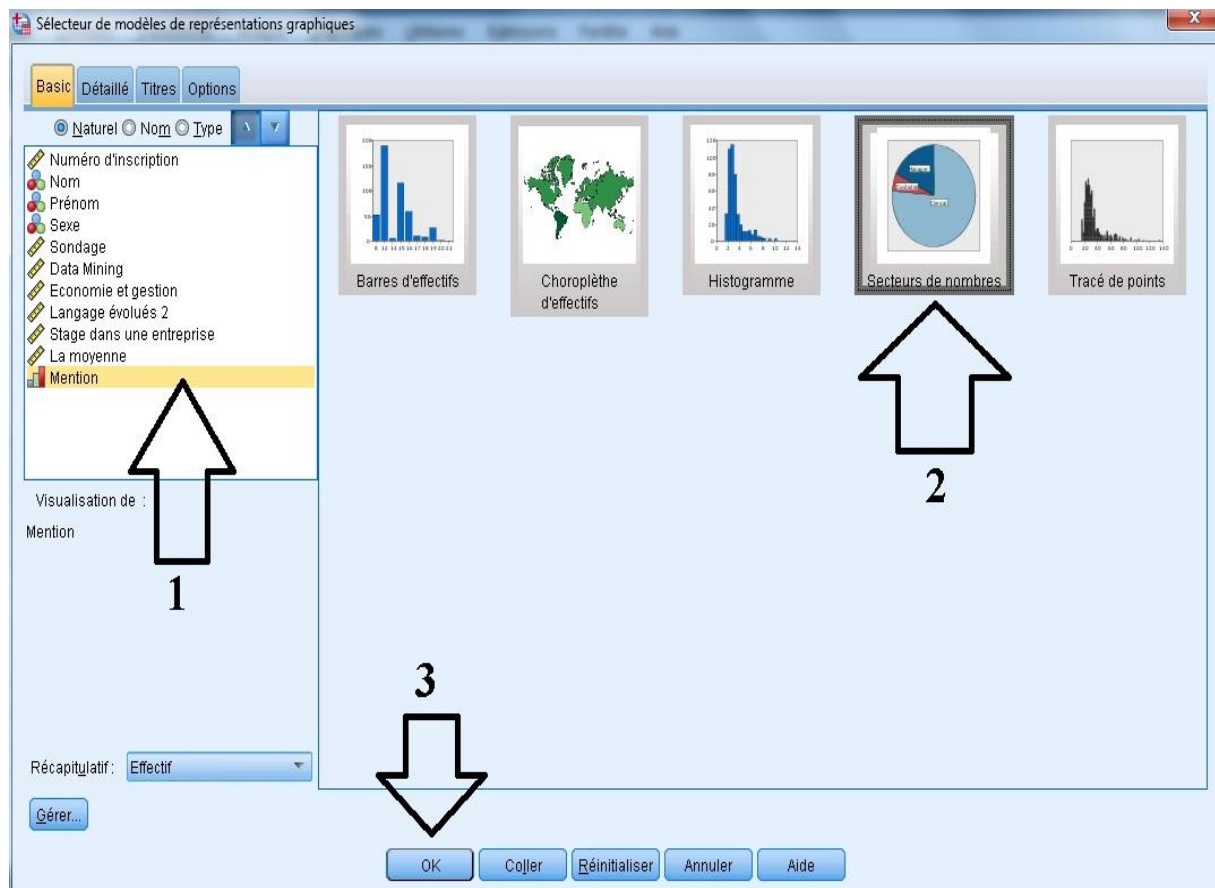 Sélecteur de modèles de représentations graphiques
X
Basic Détaillé Titres Options
Naturel Nom Type
Numéro d'inscription
Nom
Prénom
Sexe
Sondage
Data Mining
Economie et gestion
Langage évolués 2
Stage dans une entreprise
La moyenne
Mention
Barres d'effectifs
Choroplèthe
d'effectifs
Histogramme
Secteurs de nombres
Tracé de points
Visualisation de :
Mention
1
2
3
Récapitulatif : Effectif
Gérer...
OK Coller Réinitialiser Annuler Aide